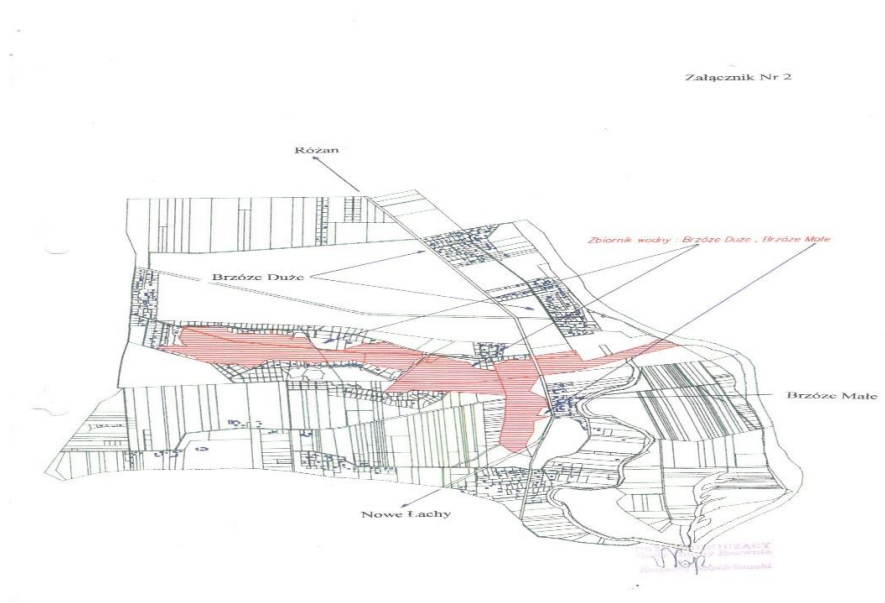 Załącznik Nr 2
Różan
Zbiornik wodny : Brzóze Duże , Brzóze Małe
Brzóze Duże
Brzóze Małe
Nowe Łachy